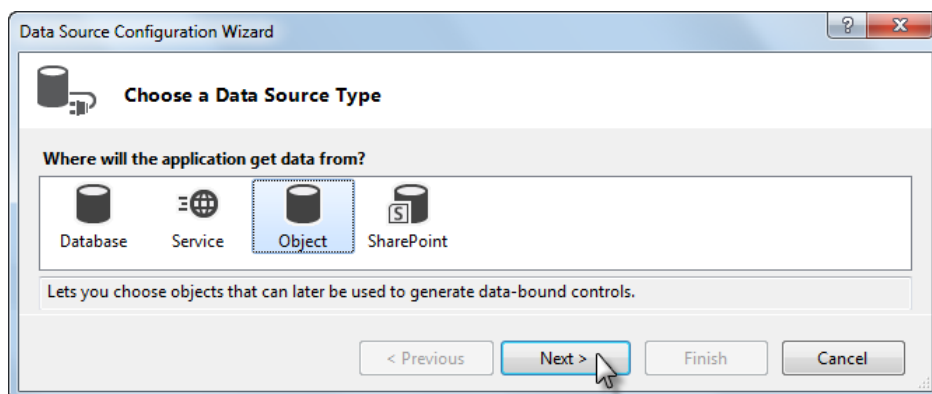 Data Source Configuration Wizard
?
X
Choose a Data Source Type
Where will the application get data from?
Database Service Object SharePoint
S
Lets you choose objects that can later be used to generate data-bound controls.
< Previous Next > Finish Cancel